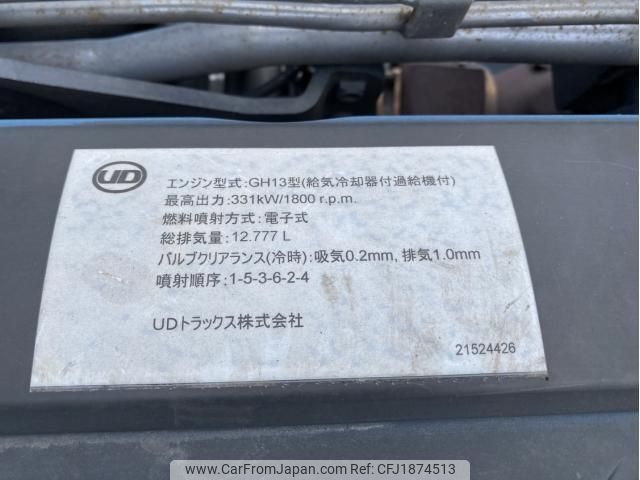 UD
エンジン型式:GH13型(給気冷却器付過給機付)
最高出力:331kW/1800 r.p.m.
燃料噴射方式:電子式
総排気量:12.777 L
バルブクリアランス(冷時):吸気0.2mm, 排気1.0mm
噴射順序:1-5-3-6-2-4
UDトラックス株式会社
21524426
www.CarFromJapan.com - Car ID: CFJ1874513